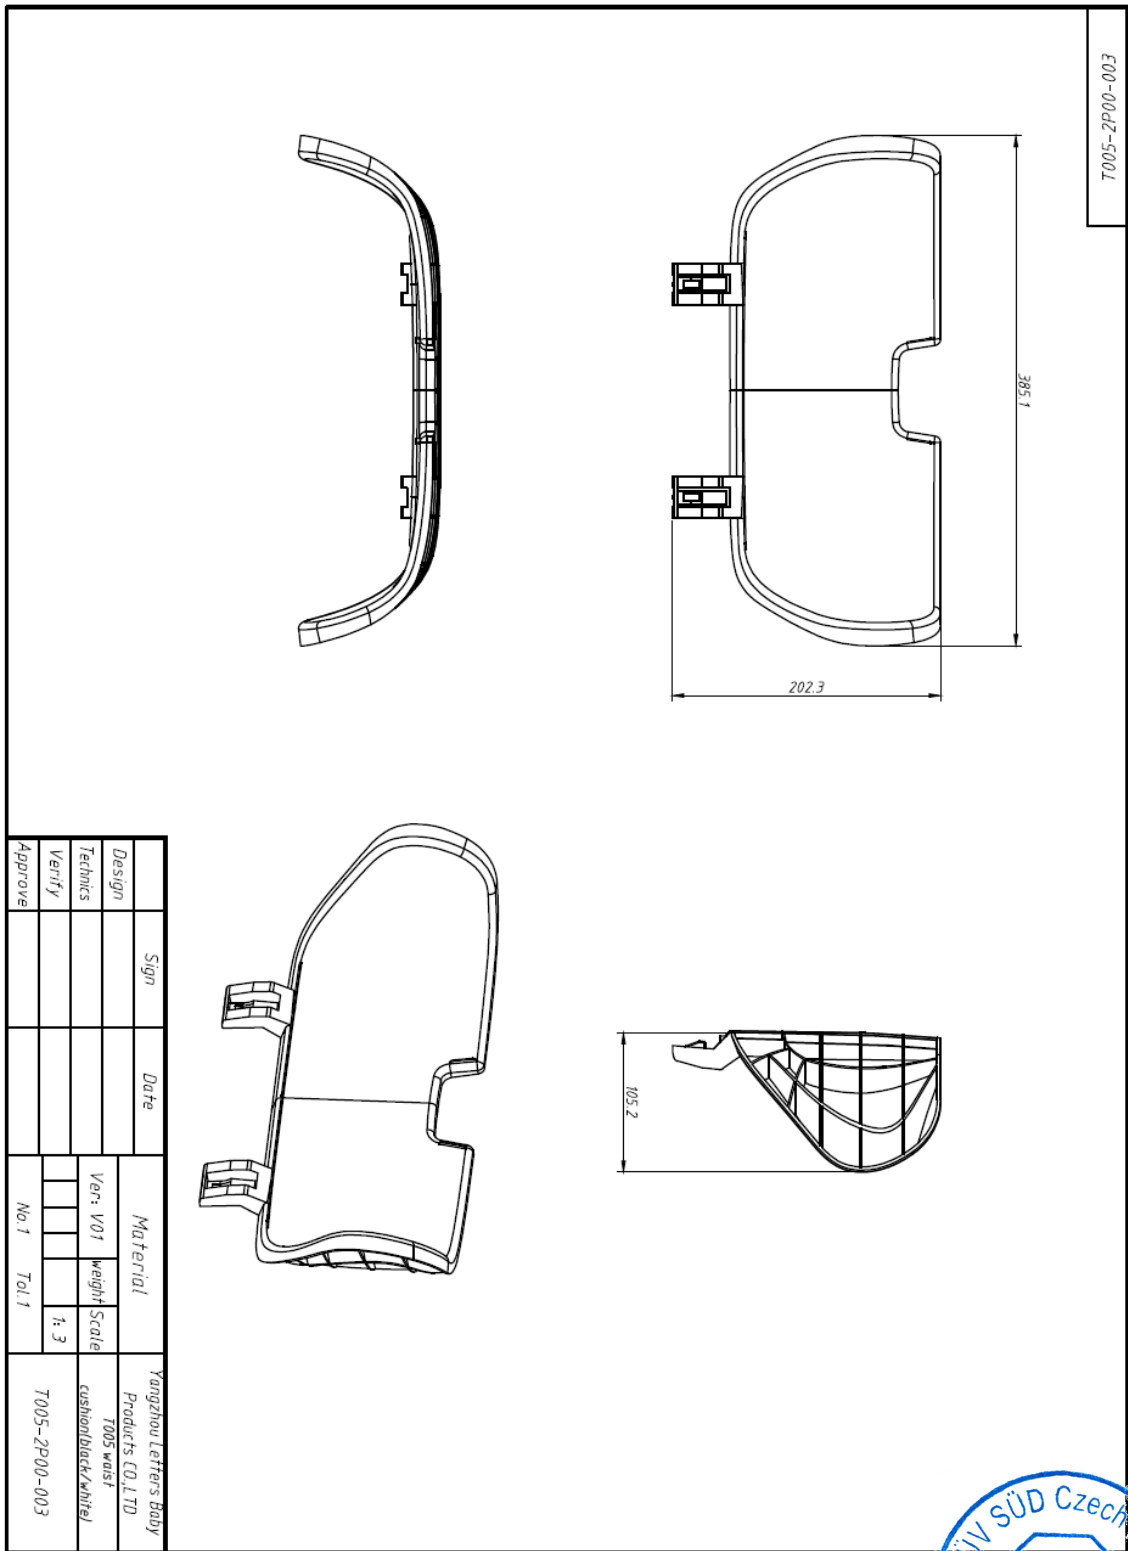 T005-2P00-003
385.1
202.3
105.2
Sign
Date
Material
Yangzhou Letters Baby
Products CO.,LTD
Design
Technics
Ver: V01
weight
Scale
T005 waist
cushion(black/white)
Verify
1: 3
Approve
No.1
Tol.1
T005-2P00-003
SÜD Czech